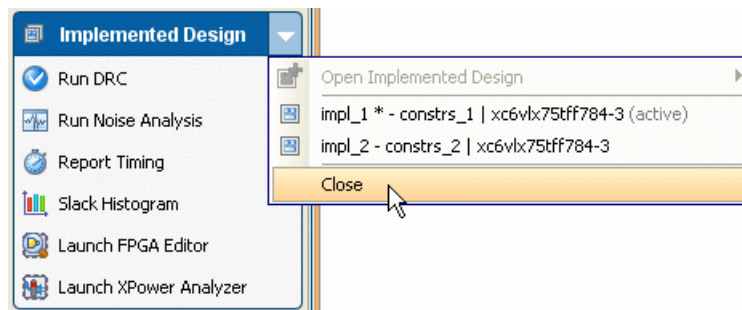 Implemented Design
Run DRC
Run Noise Analysis
Report Timing
Slack Histogram
Launch FPGA Editor
Launch XPower Analyzer
Open Implemented Design
impl_1 * - constrs_1 | xc6vlx75tff784-3 (active)
impl_2 - constrs_2 | xc6vlx75tff784-3
Close